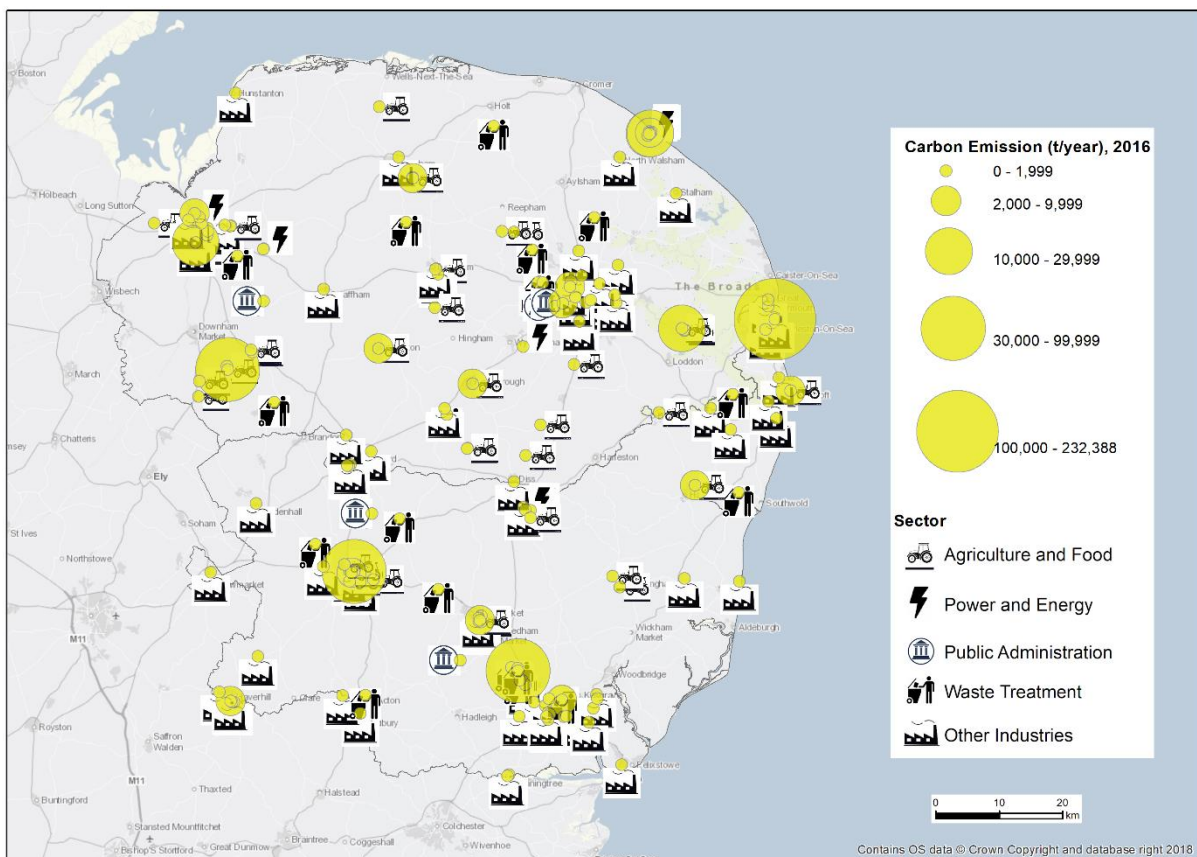 Boston
Hunstanton
Wells-Next-The-Sea
Cromer
Holt
Holbeach
Long Sutton
North Walsham
Aylsham
Stalham
Reepham
Wisbech
Caister-On-Sea
The Broads
Downham
Market
Hingham
Loddon
March
Chatteris
Ely
Harleston
Diss
Southwold
Soham
St Ives
Northstowe
Wickham
Market
Aldeburgh
Woodbridge
M11
Clare
Hadleigh
Royston
Saffron
Walden
Felixstowe
M11
Thaxted
Halstead
Buntingford
Colchester
Stansted Mountfitchet
Braintree
Coggeshall
Wivenhoe
Bishop's Stortford
Great Dunmow
Carbon Emission (t/year), 2016
0 - 1,999
2,000 - 9,999
10,000 - 29,999
30,000 - 99,999
100,000 - 232,388
Sector
Agriculture and Food
Power and Energy
Public Administration
Waste Treatment
Other Industries
0 10 20
km
Contains OS data © Crown Copyright and database right 2018